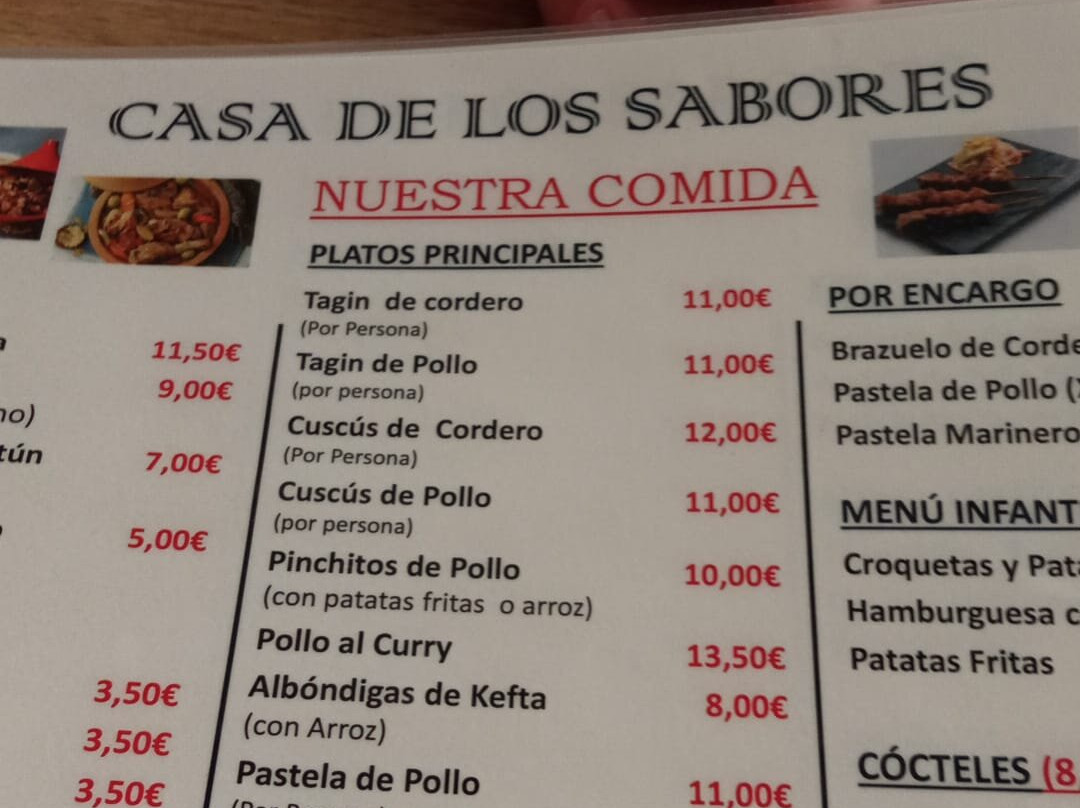 CASA DE LOS SABORES
NUESTRA COMIDA
11,50€
9,00€
7,00€
5,00€
3,50€
3,50€
3,50€
PLATOS PRINCIPALES
Tagin de cordero 11,00€
(Por Persona)
Tagin de Pollo 11,00€
(por persona)
Cuscús de Cordero 12,00€
(Por Persona)
Cuscús de Pollo 11,00€
(por persona)
Pinchitos de Pollo 10,00€
(con patatas fritas o arroz)
Pollo al Curry 13,50€
Albóndigas de Kefta 8,00€
(con Arroz)
Pastela de Pollo 11,00€
POR ENCARGO
Brazuelo de
Pastela de Pollo
Pastela Marinero
MENÚ
Croquetas y
Hamburguesa
Patatas Fritas
CÓCTELES (8